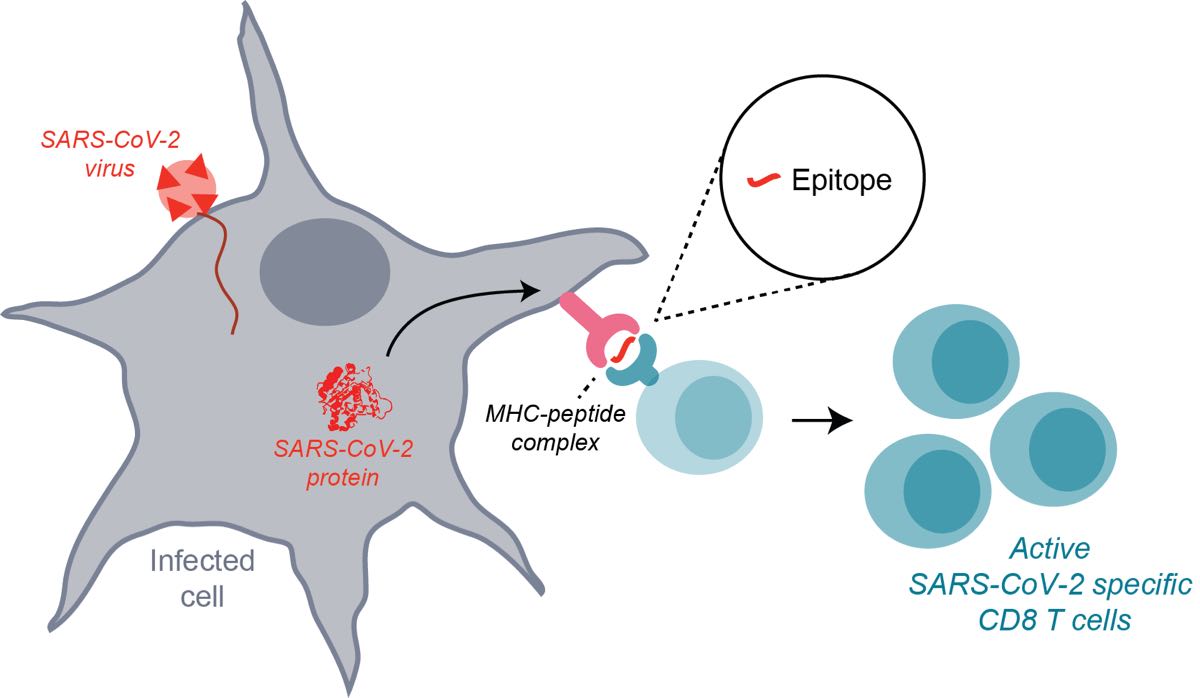 SARS-CoV-2
virus
Epitope
MHC-peptide
complex
SARS-CoV-2
protein
Infected
cell
Active
SARS-CoV-2 specific
CD8 T cells